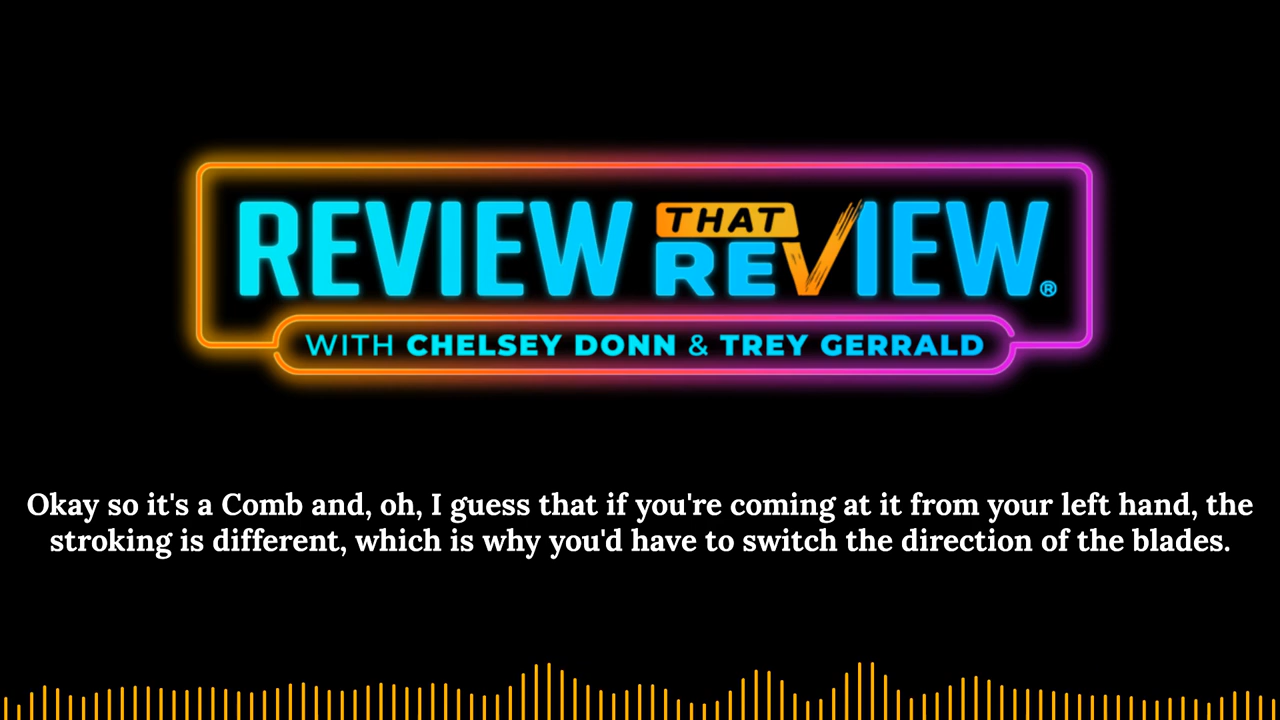 REVIEW THAT REVIEW®
WITH CHELSEY DONN & TREY GERRALD
Okay so it's a Comb and, oh, I guess that if you're coming at it from your left hand, the
stroking is different, which is why you'd have to switch the direction of the blades.